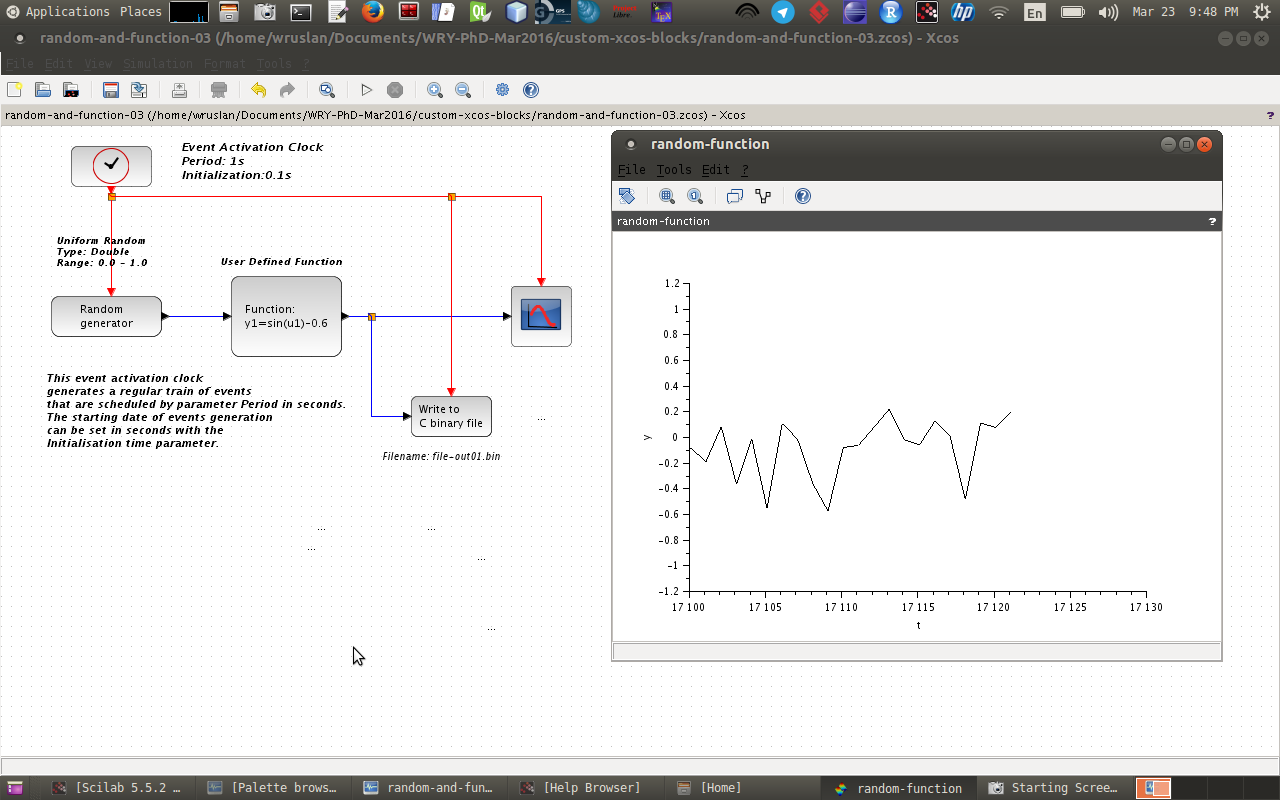 Applications Places
En
Mar 23 9:48 PM
random-and-function-03 (/home/wruslan/Documents/WRY-PhD-Mar2016/custom-xcos-blocks/random-and-function-03.zcos) - Xcos
File Edit View Simulation Format Tools ?
random-and-function-03 (/home/wruslan/Documents/WRY-PhD-Mar2016/custom-xcos-blocks/random-and-function-03.zcos) - Xcos ?
Event Activation Clock
Period: 1s
Initialization:0.1s
Uniform Random
Type: Double
Range: 0.0 - 1.0
User Defined Function
Random
generator
Function:
y1=sin(u1)-0.6
This event activation clock
generates a regular train of events
that are scheduled by parameter Period in seconds.
The starting date of events generation
can be set in seconds with the
Initialisation time parameter.
Write to
C binary file
...
Filename: file-out01.bin
...
...
...
...
...
random-function
File Tools Edit ?
random-function ?
1.2
1
0.8
0.6
0.4
0.2
0
-0.2
-0.4
-0.6
-0.8
-1
-1.2
y
17 100 17 105 17 110 17 115 17 120 17 125 17 130
t
[Scilab 5.5.2 ...
[Palette brows...
random-and-fun...
[Help Browser]
[Home]
random-function
Starting Scree...